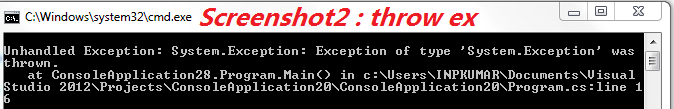 C:\Windows\system32\cmd.exe
Screenshot2 : throw ex
Unhandled Exception: System.Exception: Exception of type 'System.Exception' was
thrown.
at ConsoleApplication28.Program.Main() in c:\Users\INPKUMAR\Documents\Visual
Studio 2012\Projects\ConsoleApplication20\ConsoleApplication20\Program.cs:line 1
6